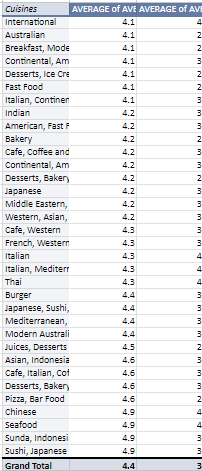 Cuisines AVERAGE of AVE AVERAGE of AVE
International 4.1 4
Australian 4.1 2
Breakfast, Mode 4.1 3
Continental, Am 4.1 3
Desserts, Ice Cre 4.1 2
Fast Food 4.1 2
Italian, Continen 4.1 3
Indian 4.2 3
American, Fast F 4.2 3
Bakery 4.2 2
Cafe, Coffee and 4.2 3
Continental, Am 4.2 3
Desserts, Bakery 4.2 2
Japanese 4.2 3
Middle Eastern, 4.2 3
Western, Asian, 4.2 3
Cafe, Western 4.3 3
French, Western 4.3 3
Italian 4.3 4
Italian, Mediterr 4.3 4
Thai 4.3 4
Burger 4.4 3
Japanese, Sushi, 4.4 3
Mediterranean, 4.4 3
Modern Australi 4.4 3
Juices, Desserts 4.5 2
Asian, Indonesia 4.6 3
Cafe, Italian, Cof 4.6 3
Desserts, Bakery 4.6 3
Pizza, Bar Food 4.6 2
Chinese 4.9 4
Seafood 4.9 4
Sunda, Indonesi 4.9 3
Sushi, Japanese 4.9 3
Grand Total 4.4 3